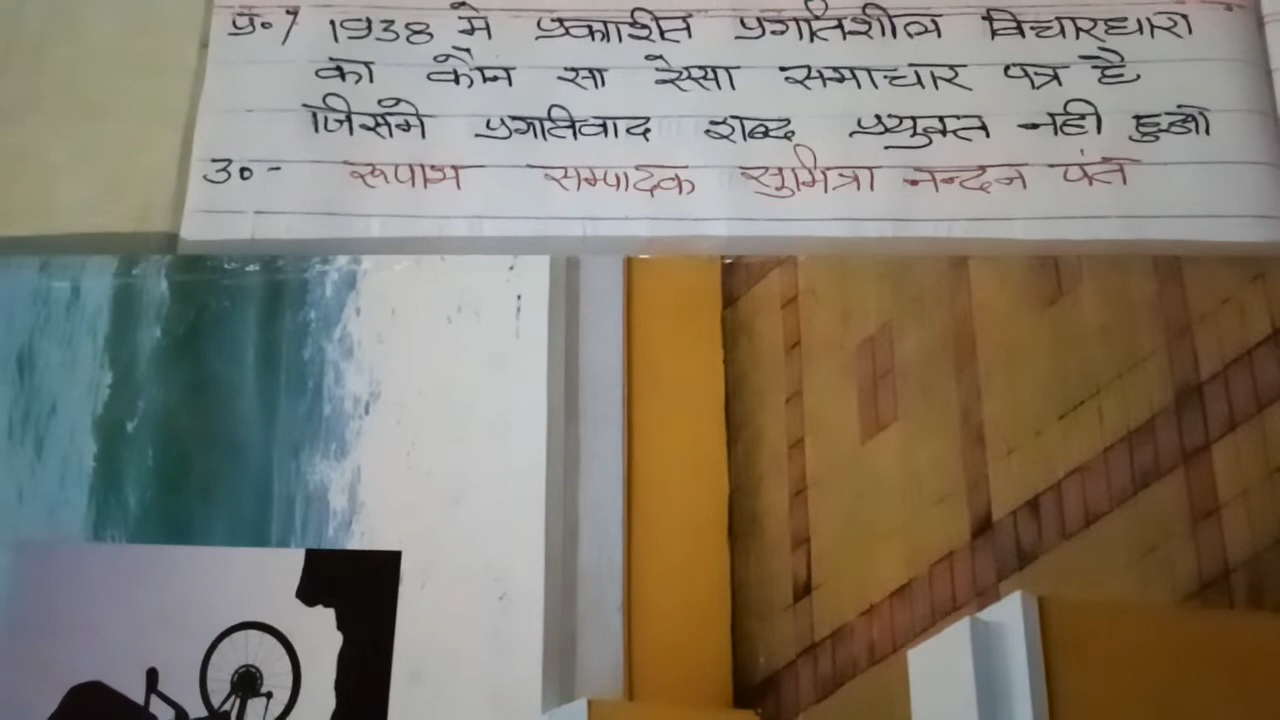 प्र०/ 1938 मे प्रकाशीत प्रगतिशील विचारधारा
का कौन सा ऐसा समाचार पत्र है
जिसमे प्रगतिवाद शब्द प्रयुक्त नही हुआ
उ०- रूपाभ सम्पादक सुमित्रा नन्दन पंत